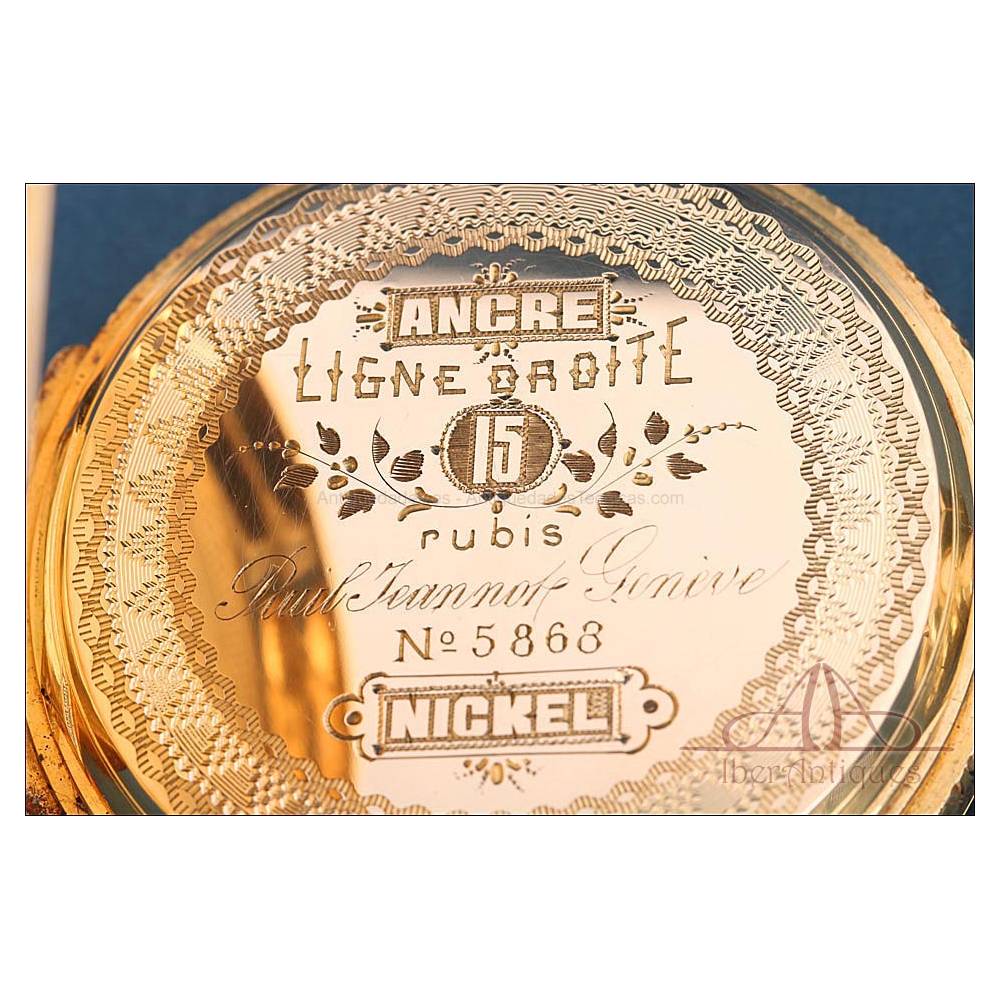 ANCRE
LIGNE DROITE
15
rubis
Paul Jeannot Genève
Nº 5868
NICKEL
IberAntiques